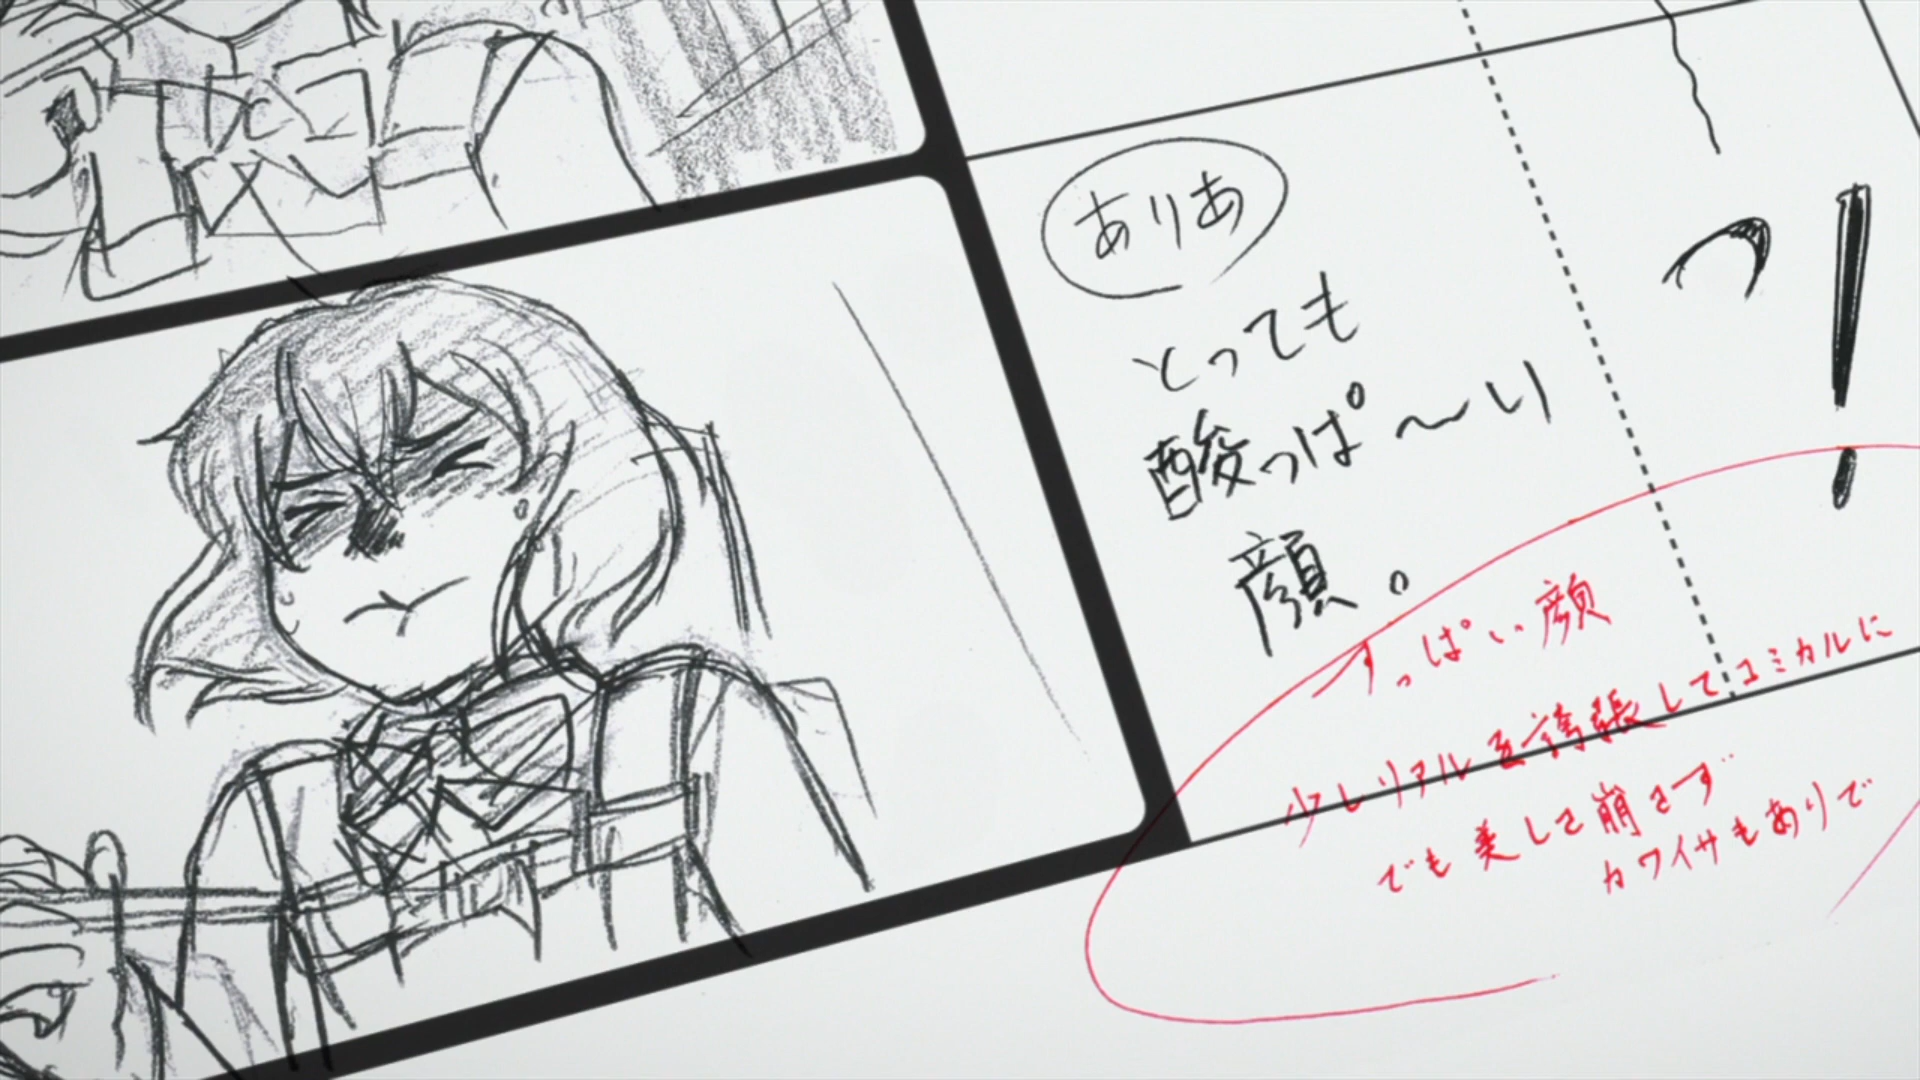 ありあ
とっても
酸っぱ〜い
顔。
っ!
すっぱい顔
少しリアルを誇張してコミカルに
でも美しさ崩さず
カワイサもありで